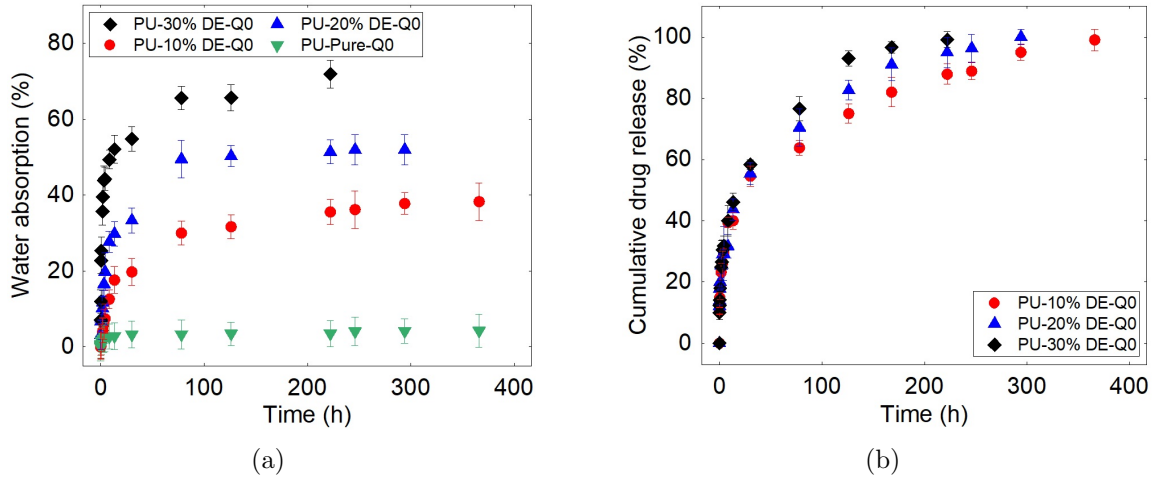 PU-30% DE-Q0 PU-20% DE-Q0
PU-10% DE-Q0 PU-Pure-Q0
80
60
40
20
0
Water absorption (%)
0 100 200 300 400
Time (h)
(a)
100
80
60
40
20
0
Cumulative drug release (%)
PU-10% DE-Q0
PU-20% DE-Q0
PU-30% DE-Q0
0 100 200 300 400
Time (h)
(b)